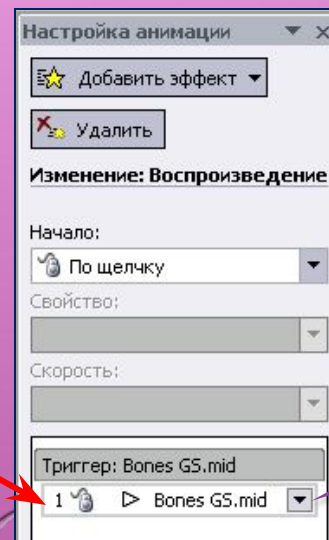 Настройка анимации
Добавить эффект
Удалить
Изменение: Воспроизведение
Начало:
По щелчку
Свойство:
Скорость:
Триггер: Bones GS.mid
1 Bones GS.mid